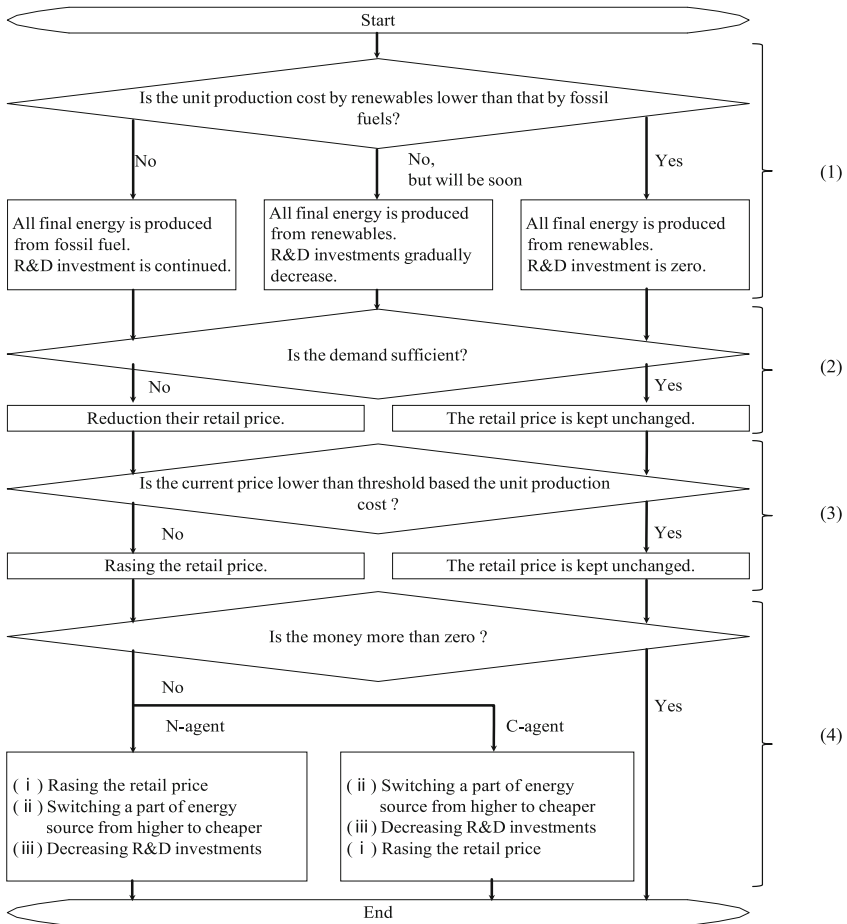 Start
Is the unit production cost by renewables lower than that by fossil
fuels?
No
No,
but will be soon
Yes
(1)
All final energy is produced
from fossil fuel.
R&D investment is continued.
All final energy is produced
from renewables.
R&D investments gradually
decrease.
All final energy is produced
from renewables.
R&D investment is zero.
Is the demand sufficient?
(2)
No
Yes
Reduction their retail price.
The retail price is kept unchanged.
Is the current price lower than threshold based the unit production
cost ?
(3)
No
Yes
Rasing the retail price.
The retail price is kept unchanged.
Is the money more than zero ?
No
Yes
N-agent
C-agent
(4)
(ⅰ) Rasing the retail price
(ⅱ) Switching a part of energy
source from higher to cheaper
(ⅲ) Decreasing R&D investments
(ⅱ) Switching a part of energy
source from higher to cheaper
(ⅲ) Decreasing R&D investments
(ⅰ) Rasing the retail price
End